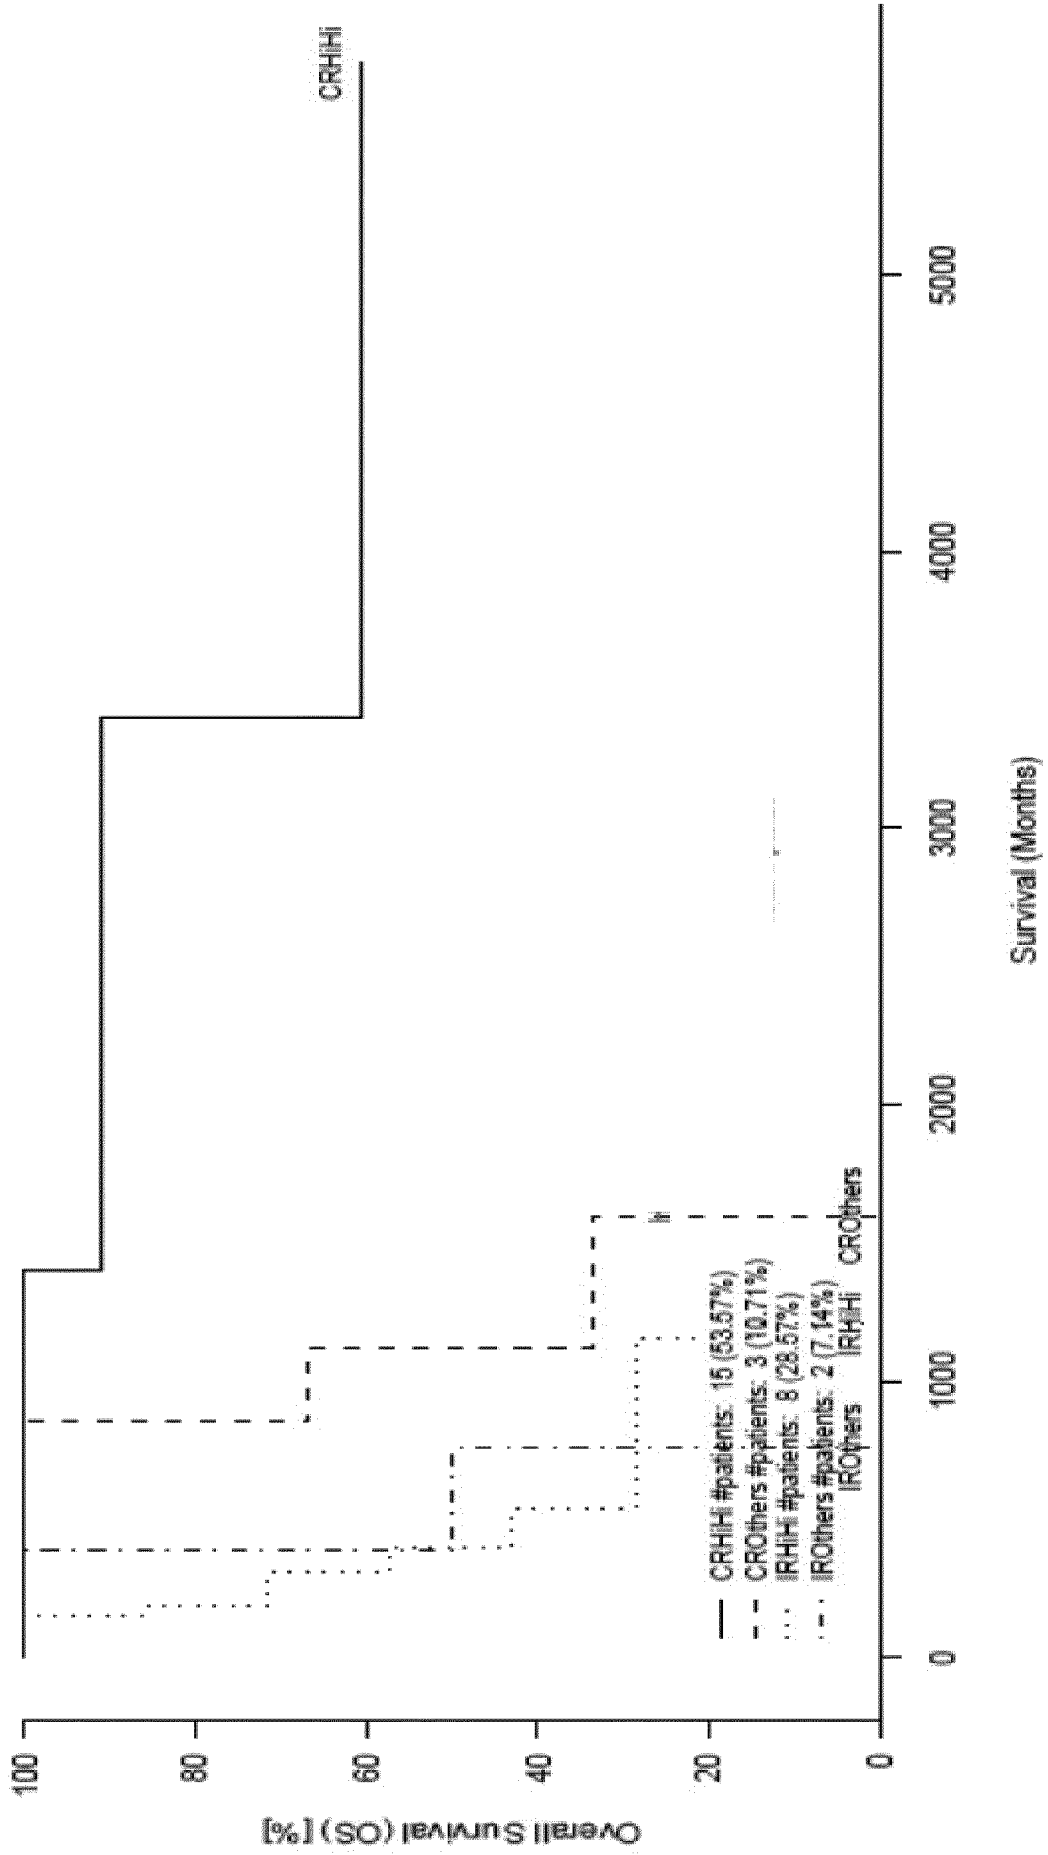 Overall Survival (OS) [%]
100
80
60
40
20
0
CRHiHi
CRHiHi #patients: 15 (53.57%)
CROthers #patients: 3 (10.71%)
IRHiHi #patients: 8 (28.57%)
IROthers #patients: 2 (7.14%)
IROthers IRHiHi CROthers
0 1000 2000 3000 4000 5000
Survival (Months)